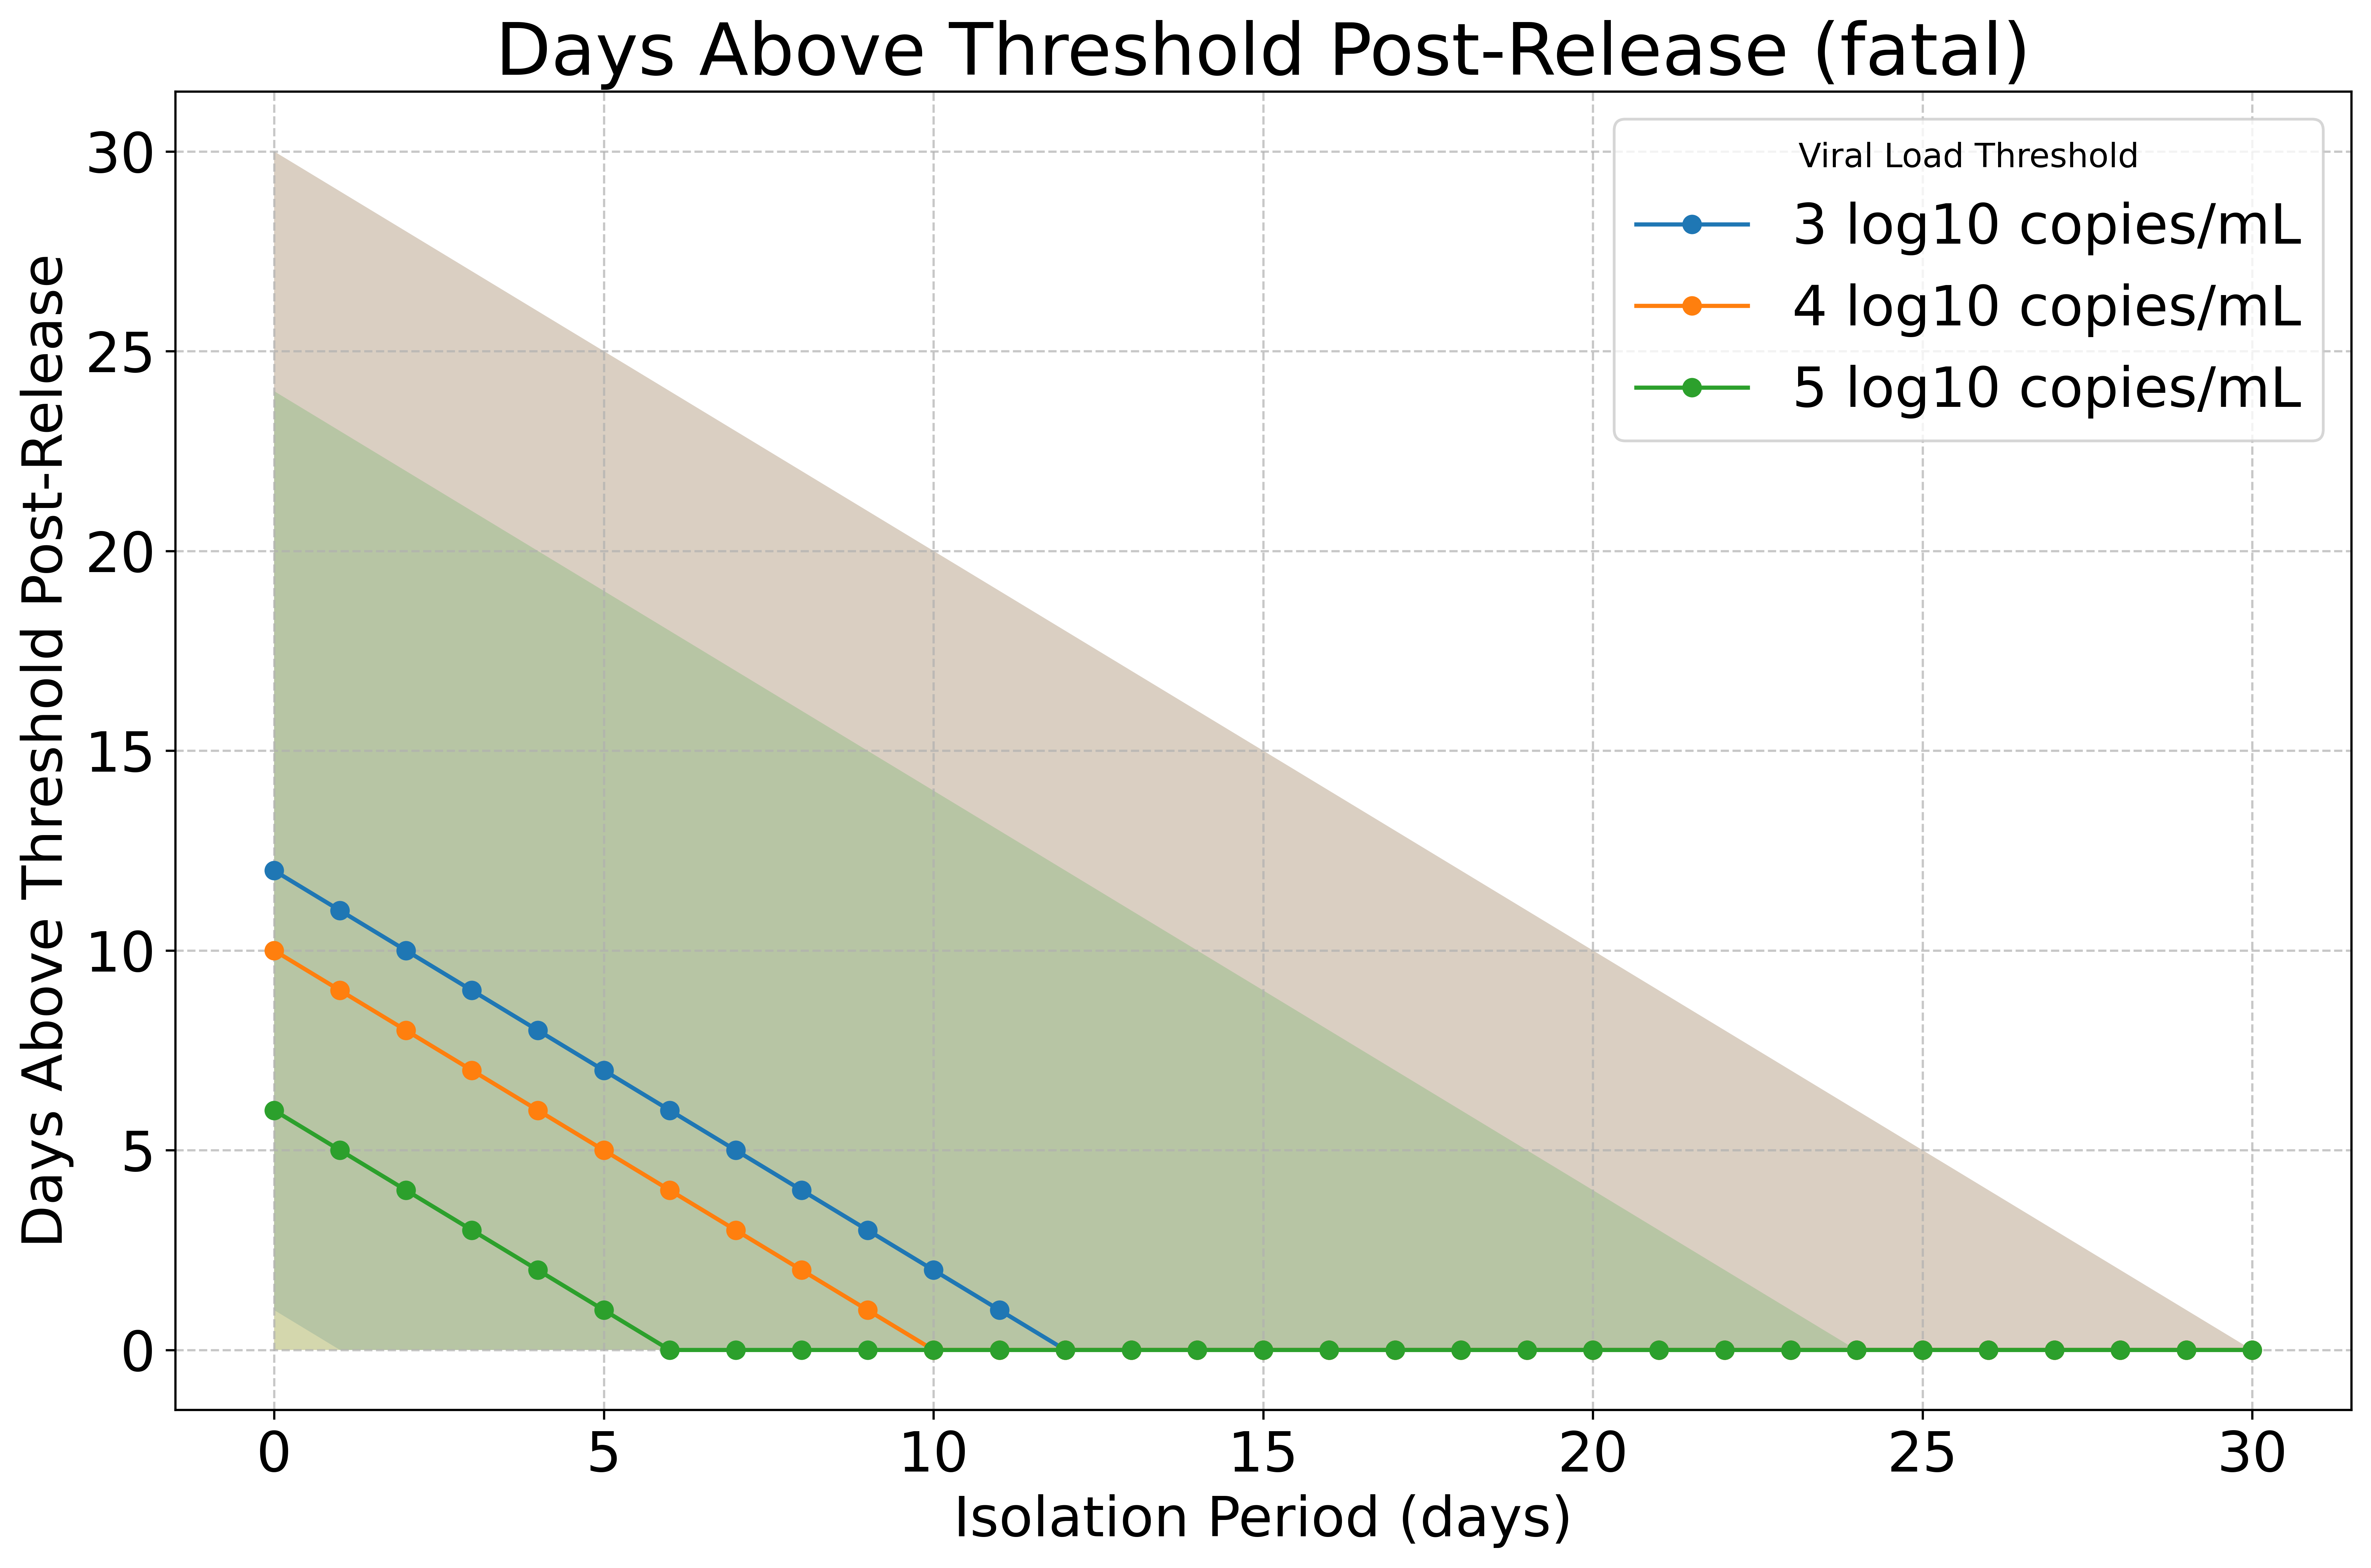 Days Above Threshold Post-Release (fatal)
Days Above Threshold Post-Release
30
25
20
15
10
5
0
Viral Load Threshold
3 log10 copies/mL
4 log10 copies/mL
5 log10 copies/mL
0 5 10 15 20 25 30
Isolation Period (days)